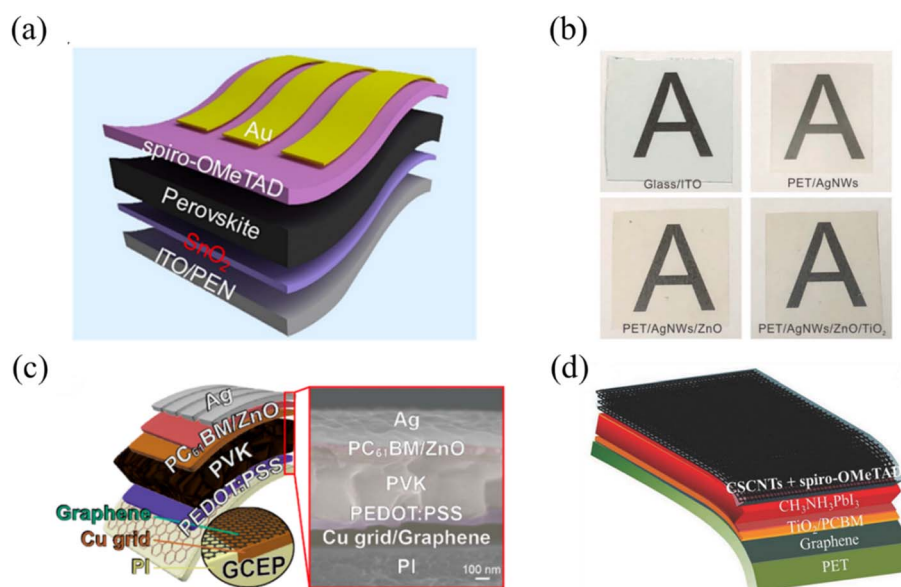 (a)
Au
spiro-OMeTAD
Perovskite
SnO₂
ITO/PEN
(b)
A
Glass/ITO
A
PET/AgNWs
A
PET/AgNWs/ZnO
A
PET/AgNWs/ZnO/TiO₂
(c)
Ag
PC₆₁BM/ZnO
PVK
PEDOT:PSS
Graphene
Cu grid
PI
GCEP
Ag
PC₆₁BM/ZnO
PVK
PEDOT:PSS
Cu grid/Graphene
PI
100 nm
(d)
CSCNTs + spiro-OMeTAD
CH₃NH₃PbI₃
TiO₂/PCBM
Graphene
PET